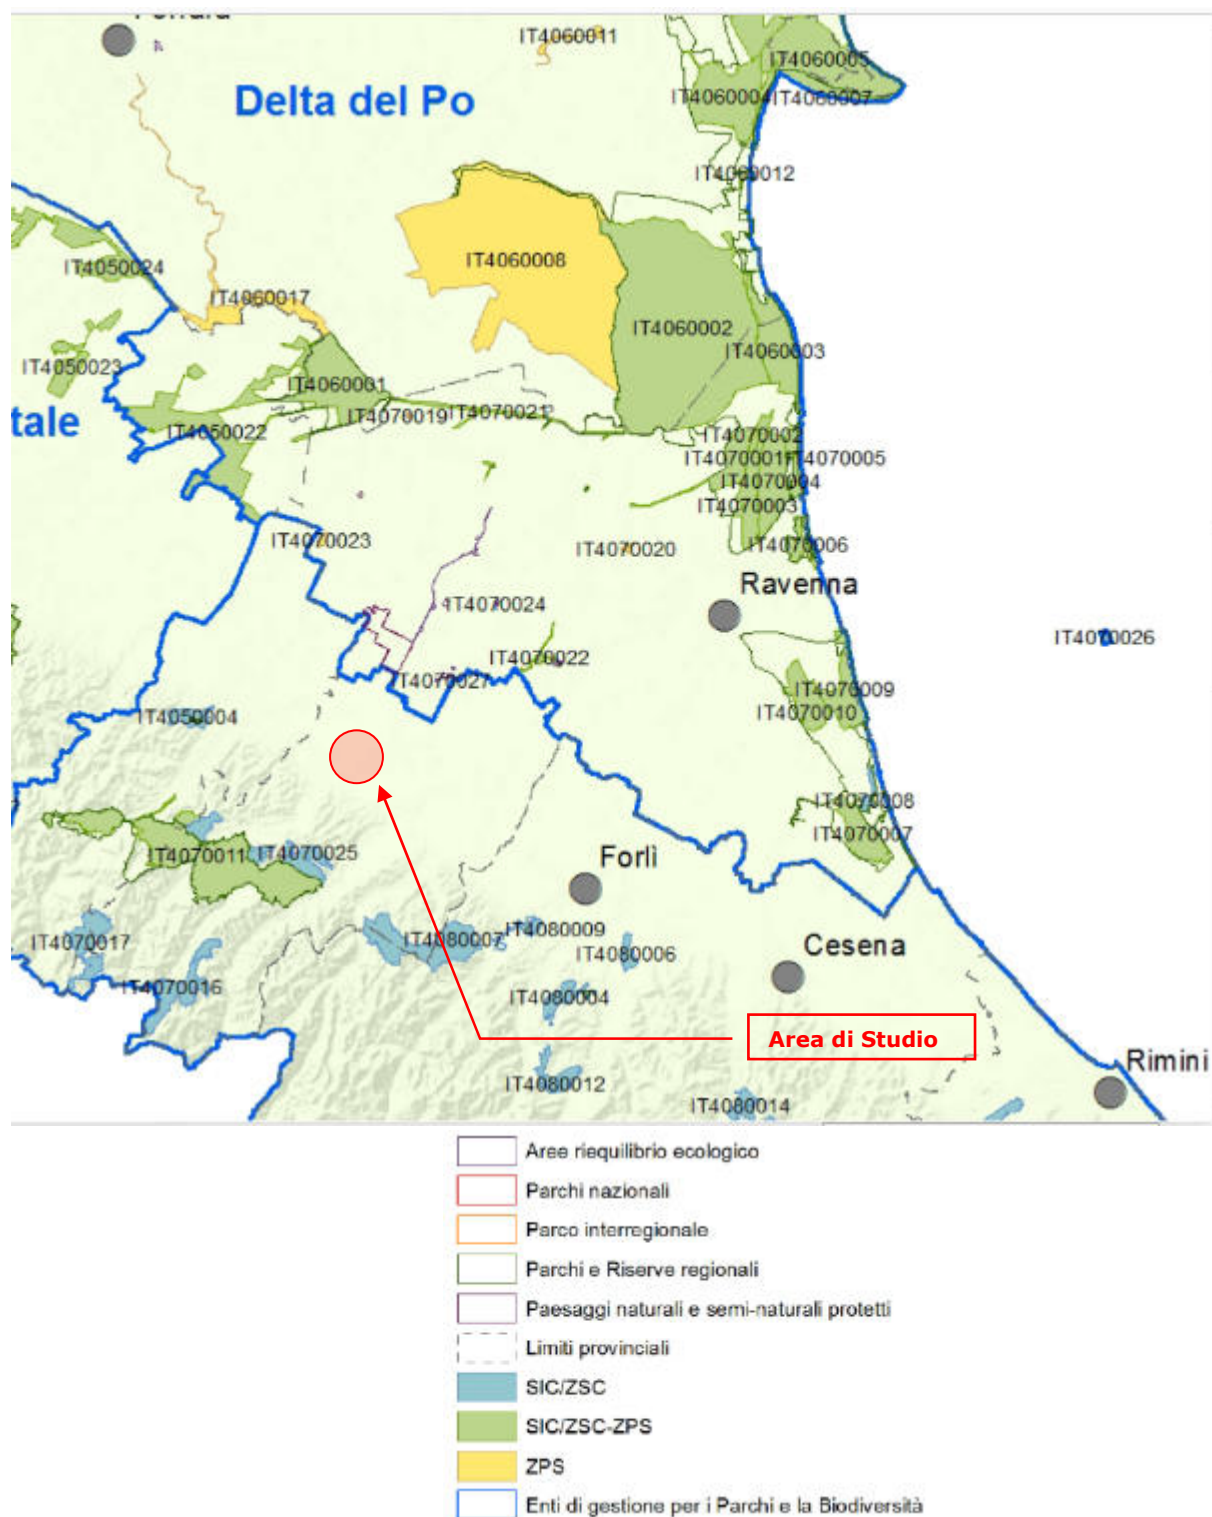 IT4060011
IT4060005
Delta del Po
IT4060004
IT4060007
IT4060012
IT4060008
IT4050024
IT4060017
IT4060002
IT4060003
IT4050023
IT4060001
IT4070019
IT4070021
tale
IT4050022
IT4070002
IT4070001
IT4070005
IT4070004
IT4070003
IT4070023
IT4070020
IT4070006
Ravenna
IT4070024
IT4070026
IT4070022
IT4070027
IT4070009
IT4070010
IT4050004
IT4070008
IT4070007
IT4070011
IT4070025
Forlì
IT4070017
IT4080007
IT4080009
IT4080006
Cesena
IT4070016
IT4080004
Area di Studio
Rimini
IT4080012
IT4080014
Aree riequilibrio ecologico
Parchi nazionali
Parco interregionale
Parchi e Riserve regionali
Paesaggi naturali e semi-naturali protetti
Limiti provinciali
SIC/ZSC
SIC/ZSC-ZPS
ZPS
Enti di gestione per i Parchi e la Biodiversità